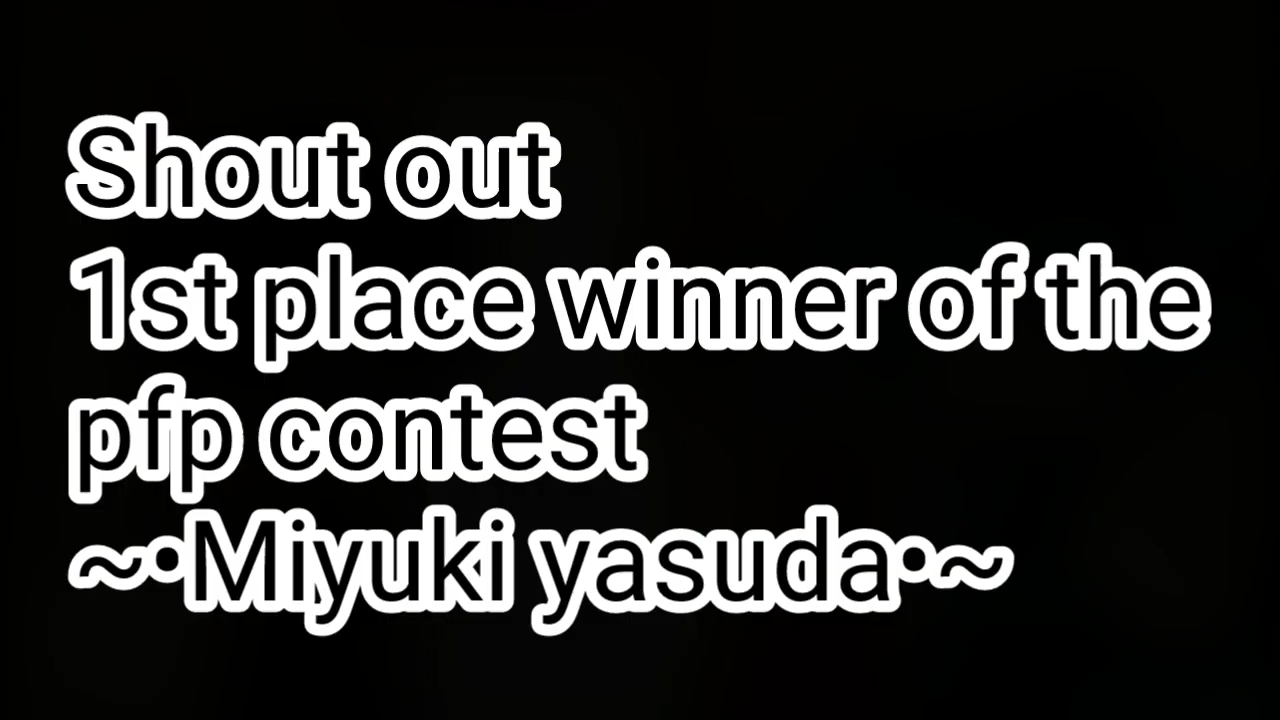 Shout out
1st place winner of the
pfp contest
~•Miyuki yasuda•~